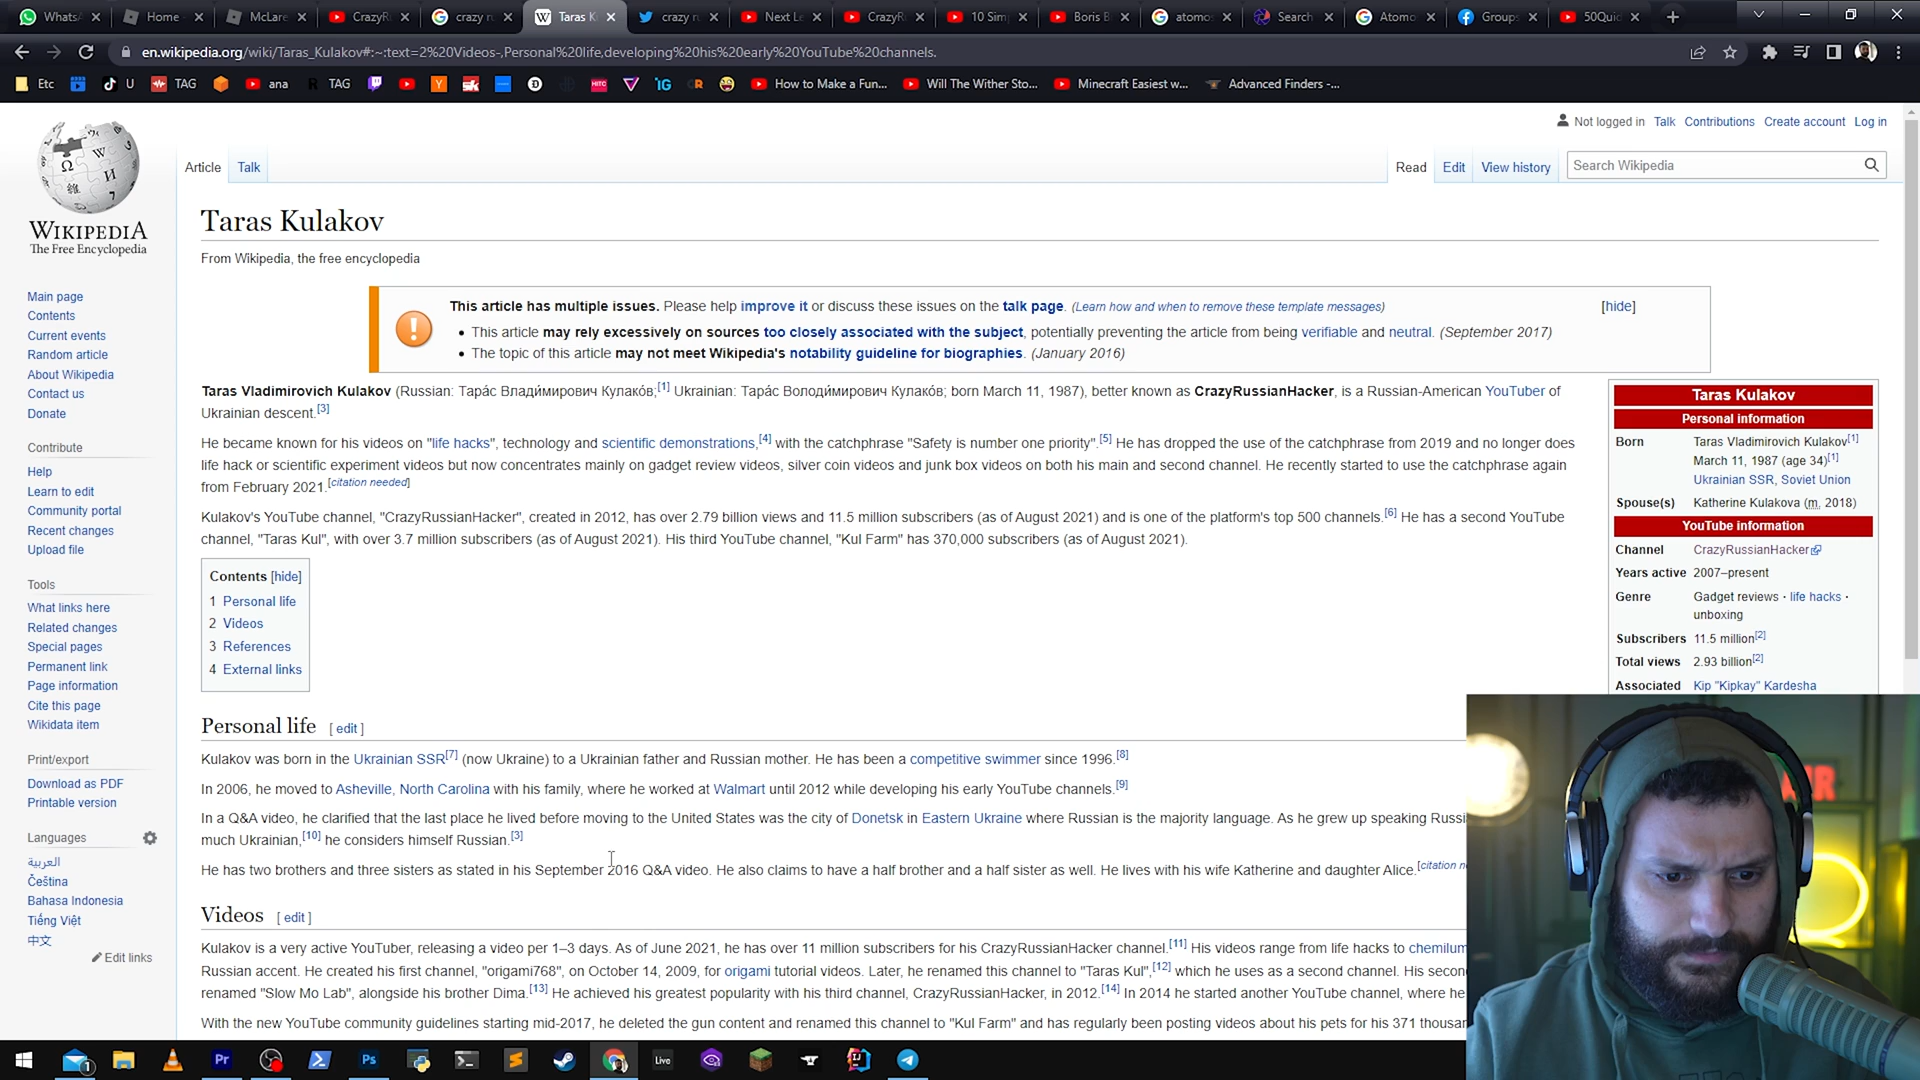 WhatsA
Home -
McLare
CrazyR
crazy ru
Taras K
crazy ru
Next Le
CrazyR
10 Sim
Boris B
atomos
Search
Atomo
Groups
50Quic
en.wikipedia.org/wiki/Taras_Kulakov#:~:text=2%20Videos-,Personal%20life,developing%20his%20early%20YouTube%20channels.
Etc
U
TAG
ana
TAG
How to Make a Fun...
Will The Wither Sto...
Minecraft Easiest w...
Advanced Finders -...
Not logged in Talk Contributions Create account Log in
Article Talk
Read Edit View history Search Wikipedia
WIKIPEDIA
The Free Encyclopedia
Main page
Contents
Current events
Random article
About Wikipedia
Contact us
Donate
Contribute
Help
Learn to edit
Community portal
Recent changes
Upload file
Tools
What links here
Related changes
Special pages
Permanent link
Page information
Cite this page
Wikidata item
Print/export
Download as PDF
Printable version
Languages
العربية
Čeština
Bahasa Indonesia
Tiếng Việt
中文
Edit links
Taras Kulakov
From Wikipedia, the free encyclopedia
This article has multiple issues. Please help improve it or discuss these issues on the talk page. (Learn how and when to remove these template messages) [hide]
• This article may rely excessively on sources too closely associated with the subject, potentially preventing the article from being verifiable and neutral. (September 2017)
• The topic of this article may not meet Wikipedia's notability guideline for biographies. (January 2016)
Taras Vladimirovich Kulakov (Russian: Тара́с Влади́мирович Кулако́в;[1] Ukrainian: Тара́с Володи́мирович Кулако́в; born March 11, 1987), better known as CrazyRussianHacker, is a Russian-American YouTuber of
Ukrainian descent.[3]
He became known for his videos on "life hacks", technology and scientific demonstrations,[4] with the catchphrase "Safety is number one priority".[5] He has dropped the use of the catchphrase from 2019 and no longer does
life hack or scientific experiment videos but now concentrates mainly on gadget review videos, silver coin videos and junk box videos on both his main and second channel. He recently started to use the catchphrase again
from February 2021.[citation needed]
Kulakov's YouTube channel, "CrazyRussianHacker", created in 2012, has over 2.79 billion views and 11.5 million subscribers (as of August 2021) and is one of the platform's top 500 channels.[6] He has a second YouTube
channel, "Taras Kul", with over 3.7 million subscribers (as of August 2021). His third YouTube channel, "Kul Farm" has 370,000 subscribers (as of August 2021).
Contents [hide]
1 Personal life
2 Videos
3 References
4 External links
Taras Kulakov
Personal information
Born Taras Vladimirovich Kulakov[1]
March 11, 1987 (age 34)[1]
Ukrainian SSR, Soviet Union
Spouse(s) Katherine Kulakova (m. 2018)
YouTube information
Channel CrazyRussianHacker
Years active 2007–present
Genre Gadget reviews · life hacks ·
unboxing
Subscribers 11.5 million[2]
Total views 2.93 billion[2]
Associated Kip "Kipkay" Kardesha
Personal life [ edit ]
Kulakov was born in the Ukrainian SSR[7] (now Ukraine) to a Ukrainian father and Russian mother. He has been a competitive swimmer since 1996.[8]
In 2006, he moved to Asheville, North Carolina with his family, where he worked at Walmart until 2012 while developing his early YouTube channels.[9]
In a Q&A video, he clarified that the last place he lived before moving to the United States was the city of Donetsk in Eastern Ukraine where Russian is the majority language. As he grew up speaking Russi
much Ukrainian,[10] he considers himself Russian.[3]
He has two brothers and three sisters as stated in his September 2016 Q&A video. He also claims to have a half brother and a half sister as well. He lives with his wife Katherine and daughter Alice.[citation n
Videos [ edit ]
Kulakov is a very active YouTuber, releasing a video per 1–3 days. As of June 2021, he has over 11 million subscribers for his CrazyRussianHacker channel.[11] His videos range from life hacks to chemilum
Russian accent. He created his first channel, "origami768", on October 14, 2009, for origami tutorial videos. Later, he renamed this channel to "Taras Kul",[12] which he uses as a second channel. His secon
renamed "Slow Mo Lab", alongside his brother Dima.[13] He achieved his greatest popularity with his third channel, CrazyRussianHacker, in 2012.[14] In 2014 he started another YouTube channel, where he
With the new YouTube community guidelines starting mid-2017, he deleted the gun content and renamed this channel to "Kul Farm" and has regularly been posting videos about his pets for his 371 thousan
Pr
Ps
Live